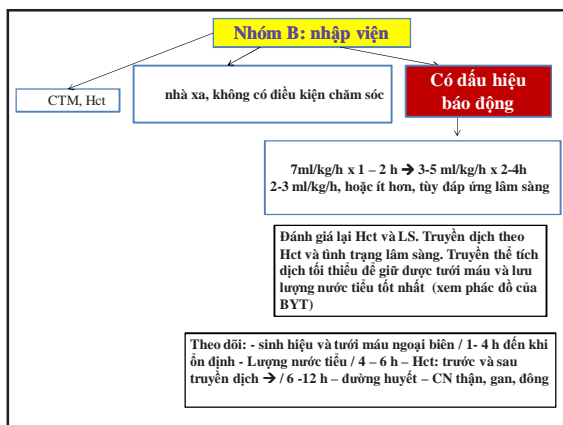 Nhóm B: nhập viện
CTM, Hct
nhà xa, không có điều kiện chăm sóc
Có dấu hiệu
báo động
7ml/kg/h x 1 – 2 h ➔ 3-5 ml/kg/h x 2-4h
2-3 ml/kg/h, hoặc ít hơn, tùy đáp ứng lâm sàng
Đánh giá lại Hct và LS. Truyền dịch theo
Hct và tình trạng lâm sàng. Truyền thể tích
dịch tối thiểu để giữ được tưới máu và lưu
lượng nước tiểu tốt nhất (xem phác đồ của
BYT)
Theo dõi: - sinh hiệu và tưới máu ngoại biên / 1- 4 h đến khi
ổn định - Lượng nước tiểu / 4 – 6 h – Hct: trước và sau
truyền dịch ➔ / 6 -12 h – đường huyết – CN thận, gan, đông